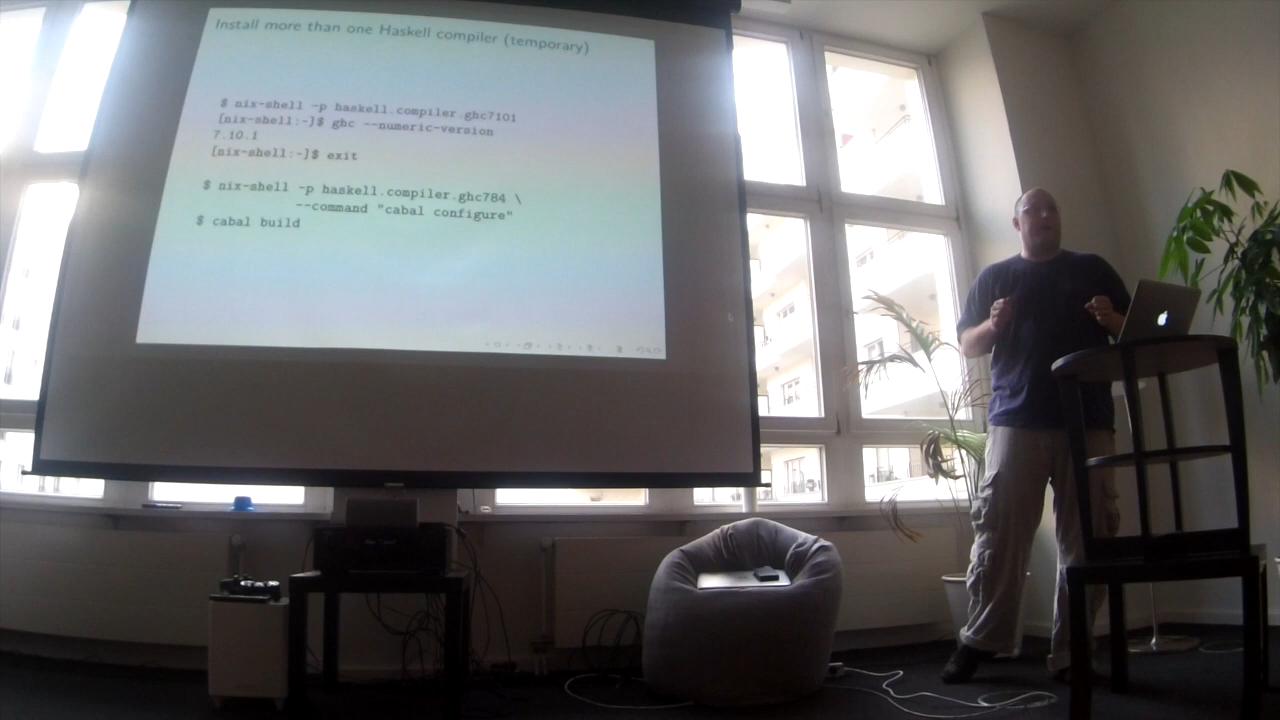 Install more than one Haskell compiler (temporary)
$ nix-shell -p haskell.compiler.ghc7101
[nix-shell:~]$ ghc --numeric-version
7.10.1
[nix-shell:~]$ exit
$ nix-shell -p haskell.compiler.ghc784 \
--command "cabal configure"
$ cabal build